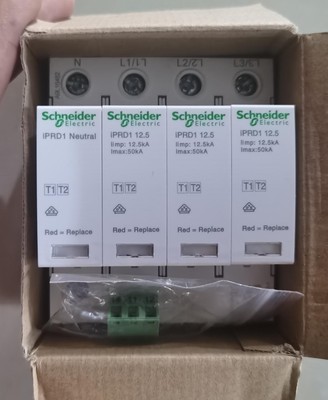 N L1/L1 L2/L1 L3/L1
Schneider Electric
iPRD1 Neutral
T1 T2
Red = Replace
Schneider Electric
iPRD1 12.5
Iimp: 12.5kA
Imax:50kA
T1 T2
Red = Replace
Schneider Electric
iPRD1 12.5
Iimp: 12.5kA
Imax:50kA
T1 T2
Red = Replace
Schneider Electric
iPRD1 12.5
Iimp: 12.5kA
Imax:50kA
T1 T2
Red = Replace